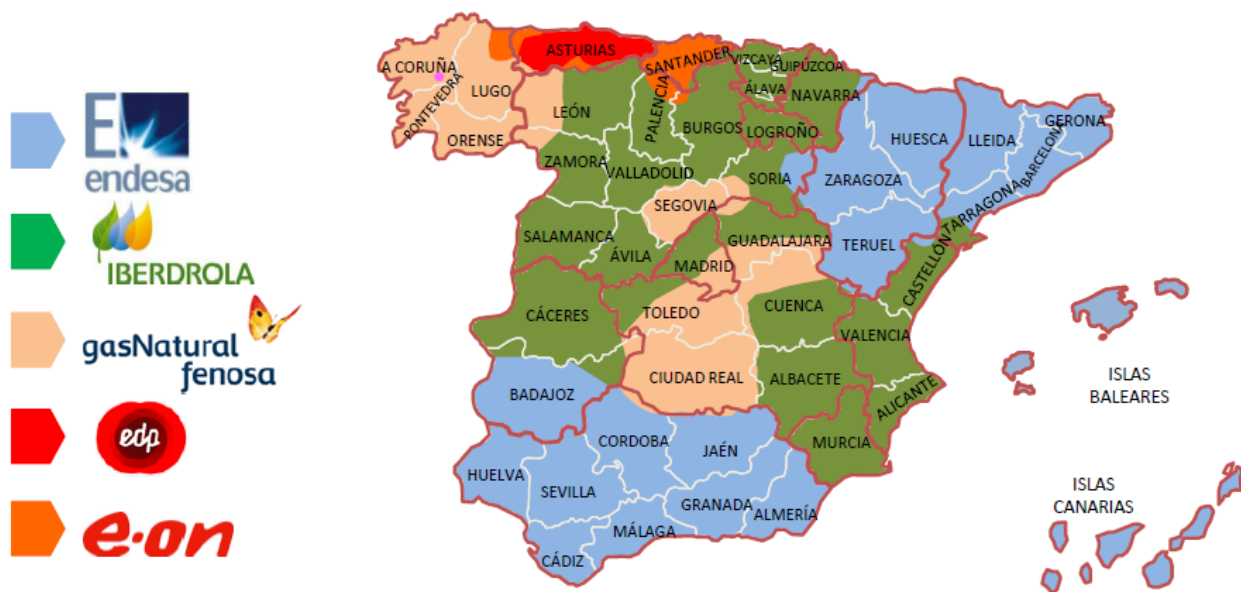 E
endesa
IBERDROLA
gasNatural
fenosa
edp
e·on
A CORUÑA
LUGO
PONTEVEDRA
ORENSE
ASTURIAS
SANTANDER
VIZCAYA
GUIPÚZCOA
ÁLAVA
NAVARRA
LEÓN
PALENCIA
BURGOS
LOGROÑO
HUESCA
LLEIDA
GERONA
BARCELONA
TARRAGONA
ZAMORA
VALLADOLID
SORIA
ZARAGOZA
SEGOVIA
SALAMANCA
ÁVILA
MADRID
GUADALAJARA
TERUEL
CASTELLÓN
CÁCERES
TOLEDO
CUENCA
VALENCIA
BADAJOZ
CIUDAD REAL
ALBACETE
ALICANTE
ISLAS
BALEARES
HUELVA
SEVILLA
CORDOBA
JAÉN
MURCIA
GRANADA
ALMERÍA
MÁLAGA
CÁDIZ
ISLAS
CANARIAS